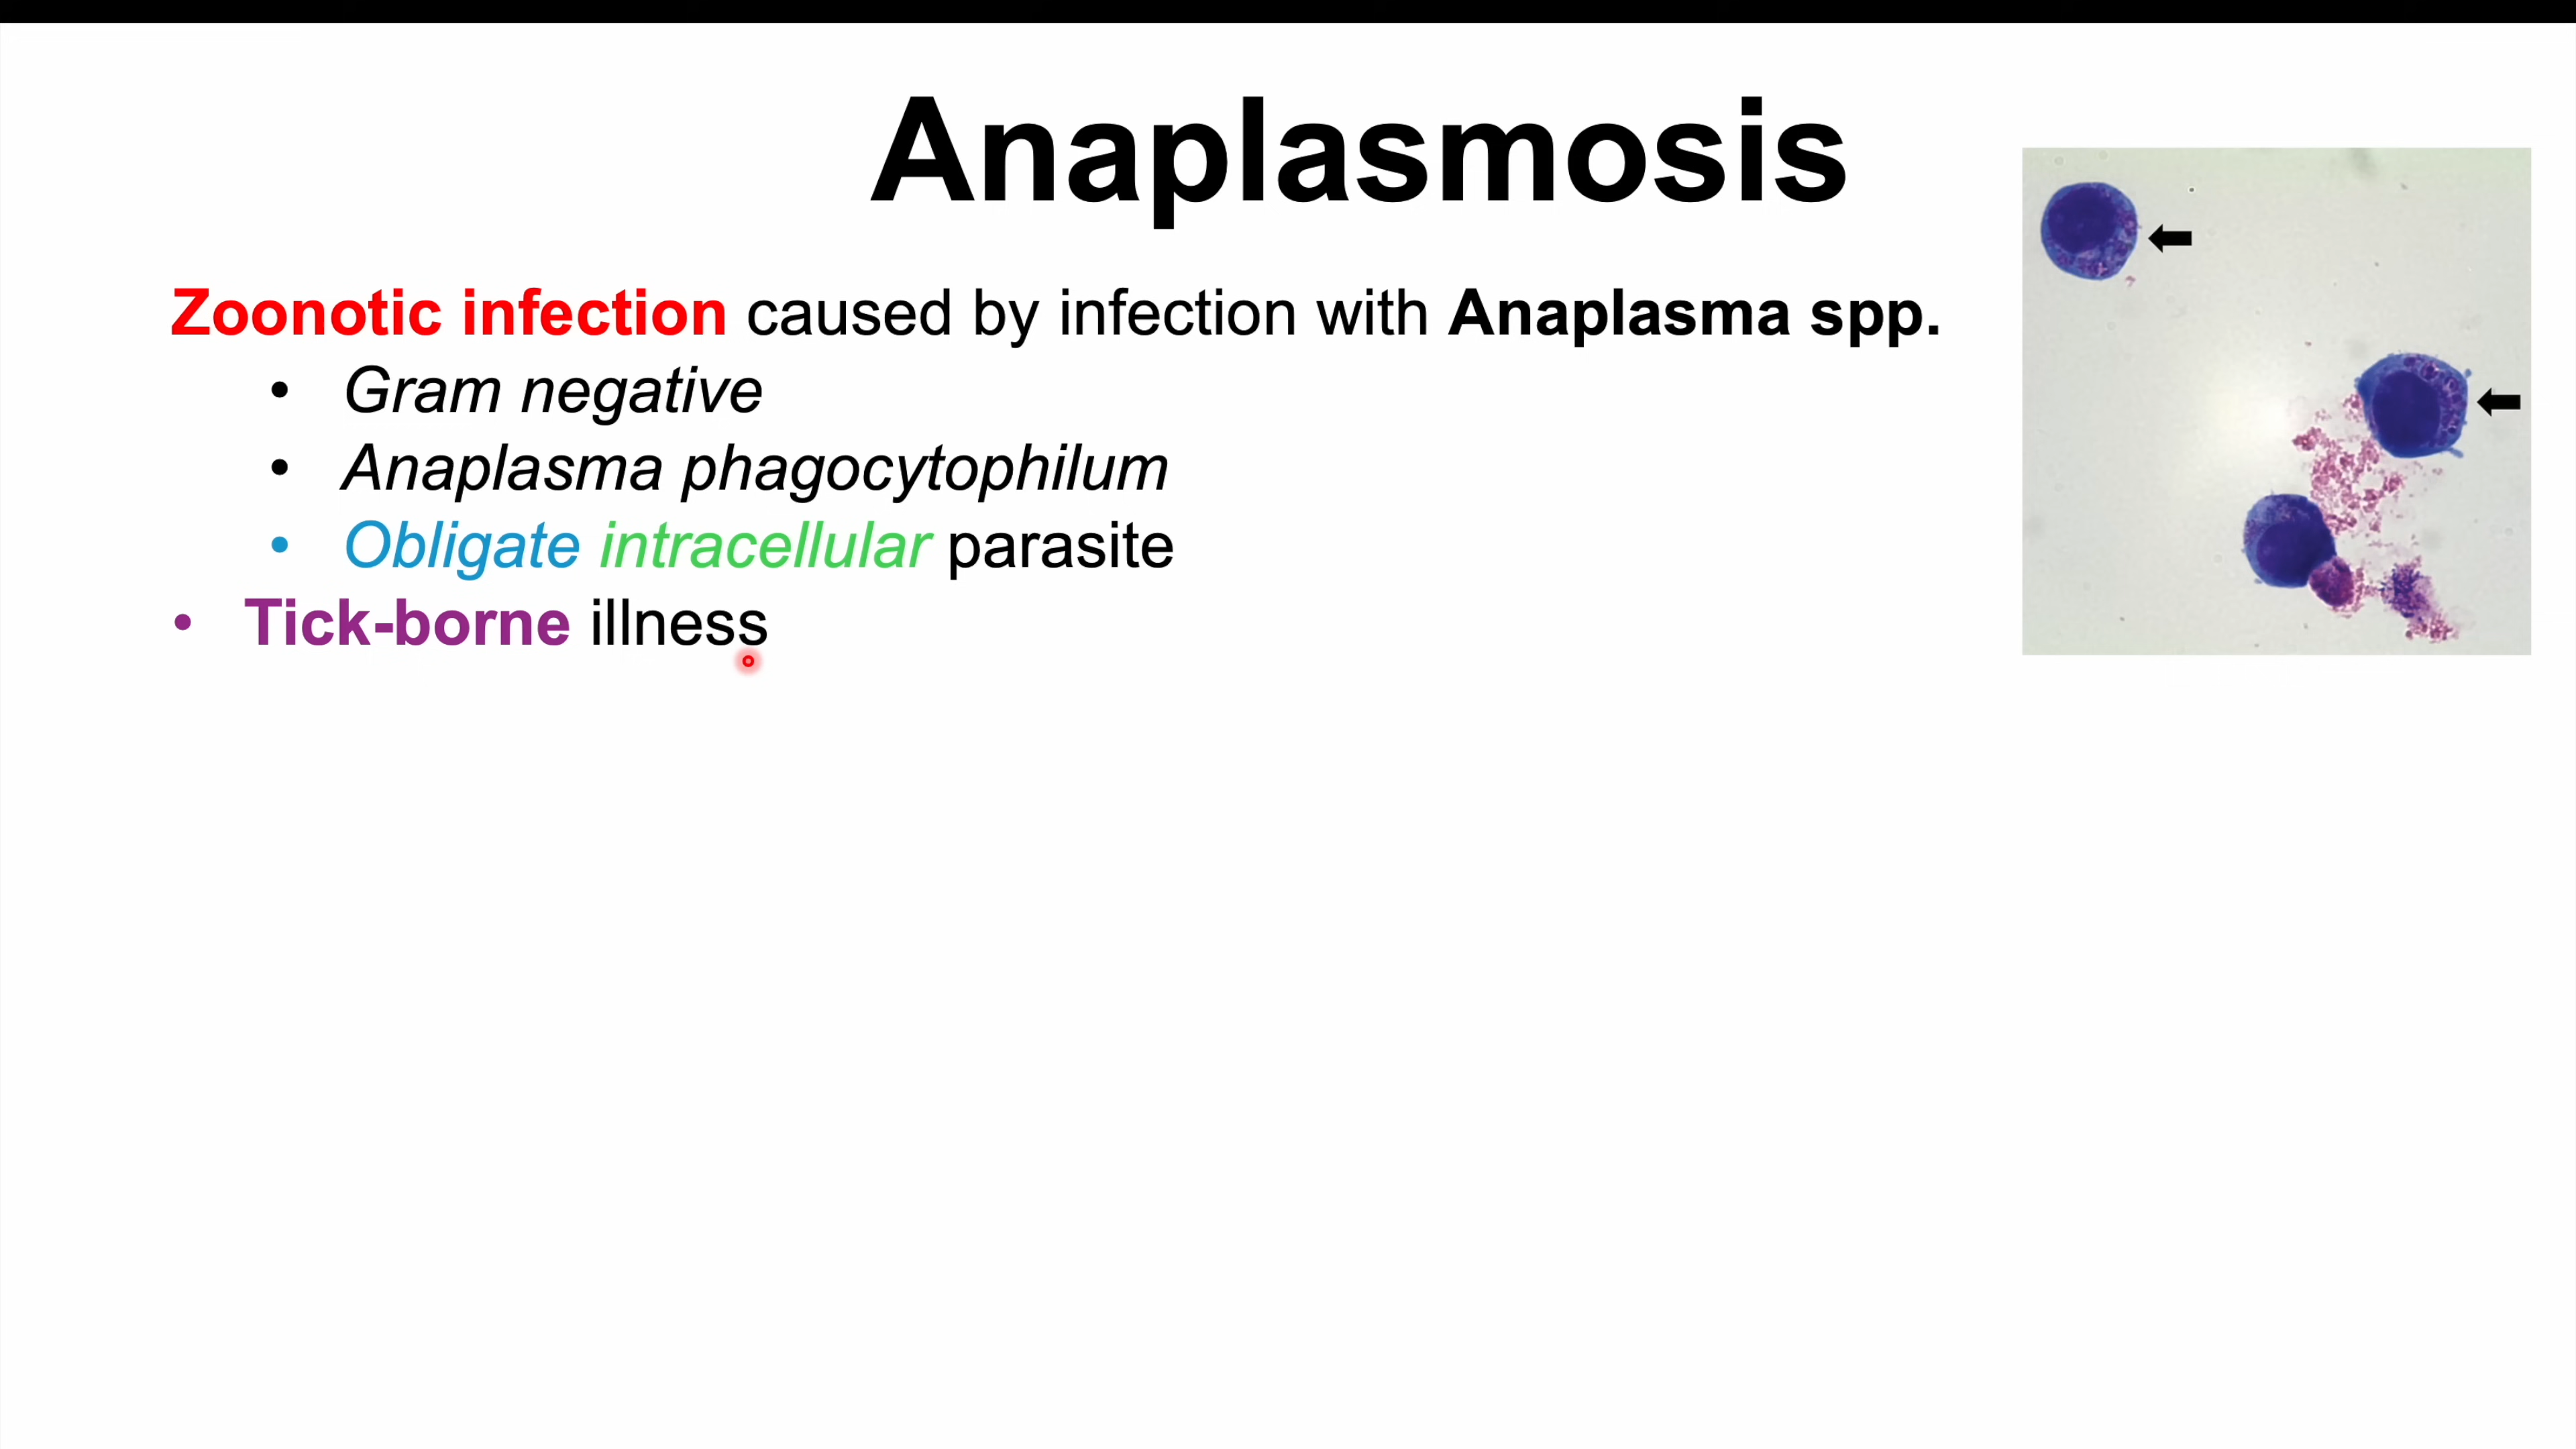 Anaplasmosis
Zoonotic infection caused by infection with Anaplasma spp.
• Gram negative
• Anaplasma phagocytophilum
• Obligate intracellular parasite
• Tick-borne illness